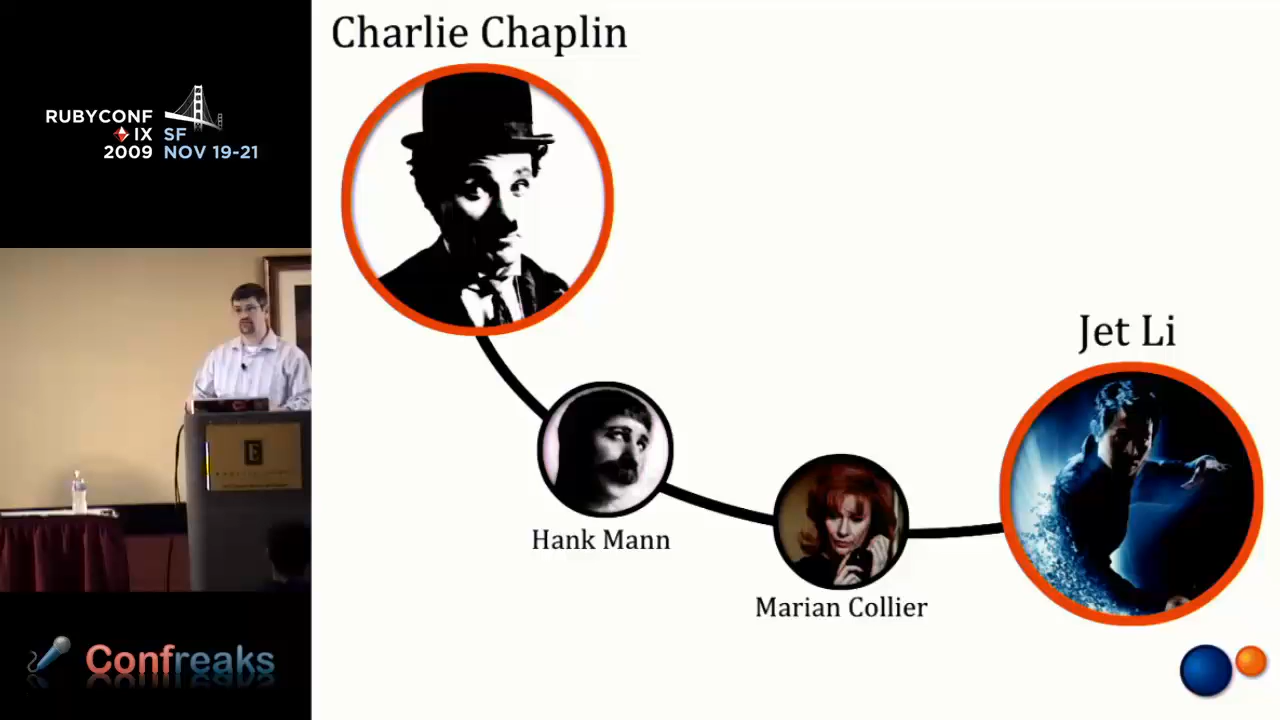 RUBYCONF
IX SF
2009 NOV 19-21
Charlie Chaplin
Jet Li
Hank Mann
Marian Collier
E
Confreaks